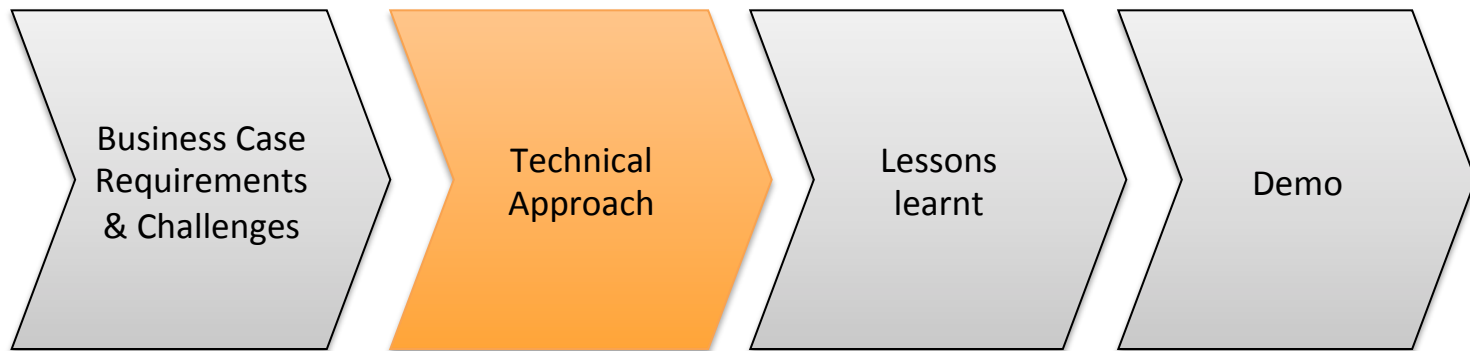 Business Case
Requirements
& Challenges
Technical
Approach
Lessons
learnt
Demo